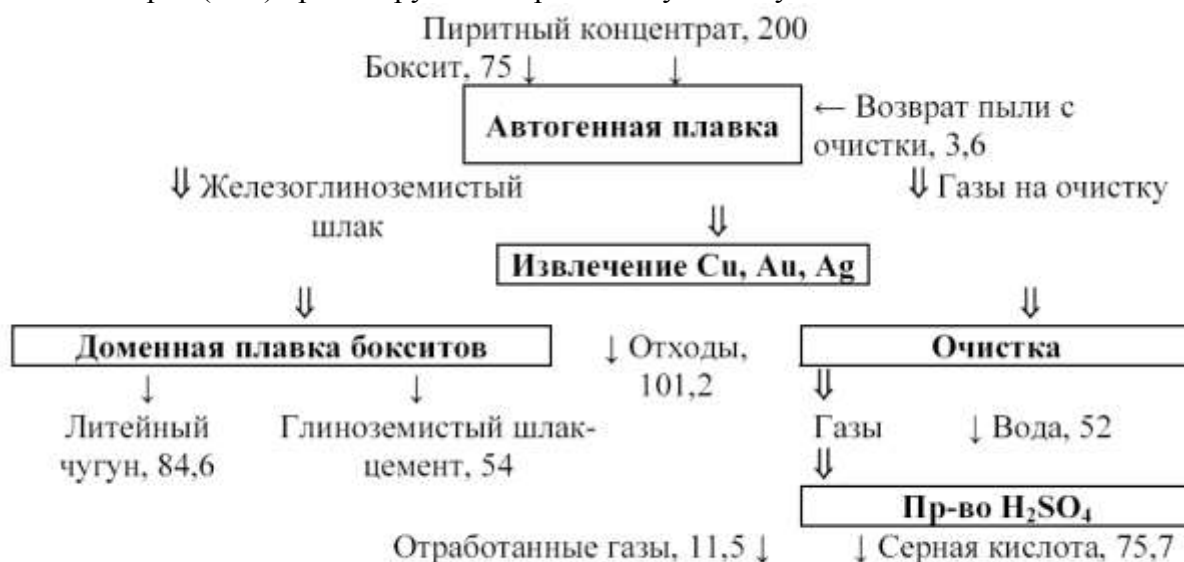 Пиритный концентрат, 200
Боксит, 75 ↓ ↓
Автогенная плавка
← Возврат пыли с
очистки, 3,6
⇓ Железоглиноземистый
шлак
⇓ Газы на очистку
⇓
Извлечение Cu, Au, Ag
⇓ ⇓
Доменная плавка бокситов
↓ Отходы,
101,2
Очистка
↓ ↓ ⇓
Литейный
чугун, 84,6
Глиноземистый шлак-
цемент, 54
Газы ↓ Вода, 52
⇓
Пр-во H₂SO₄
Отработанные газы, 11,5 ↓ ↓ Серная кислота, 75,7